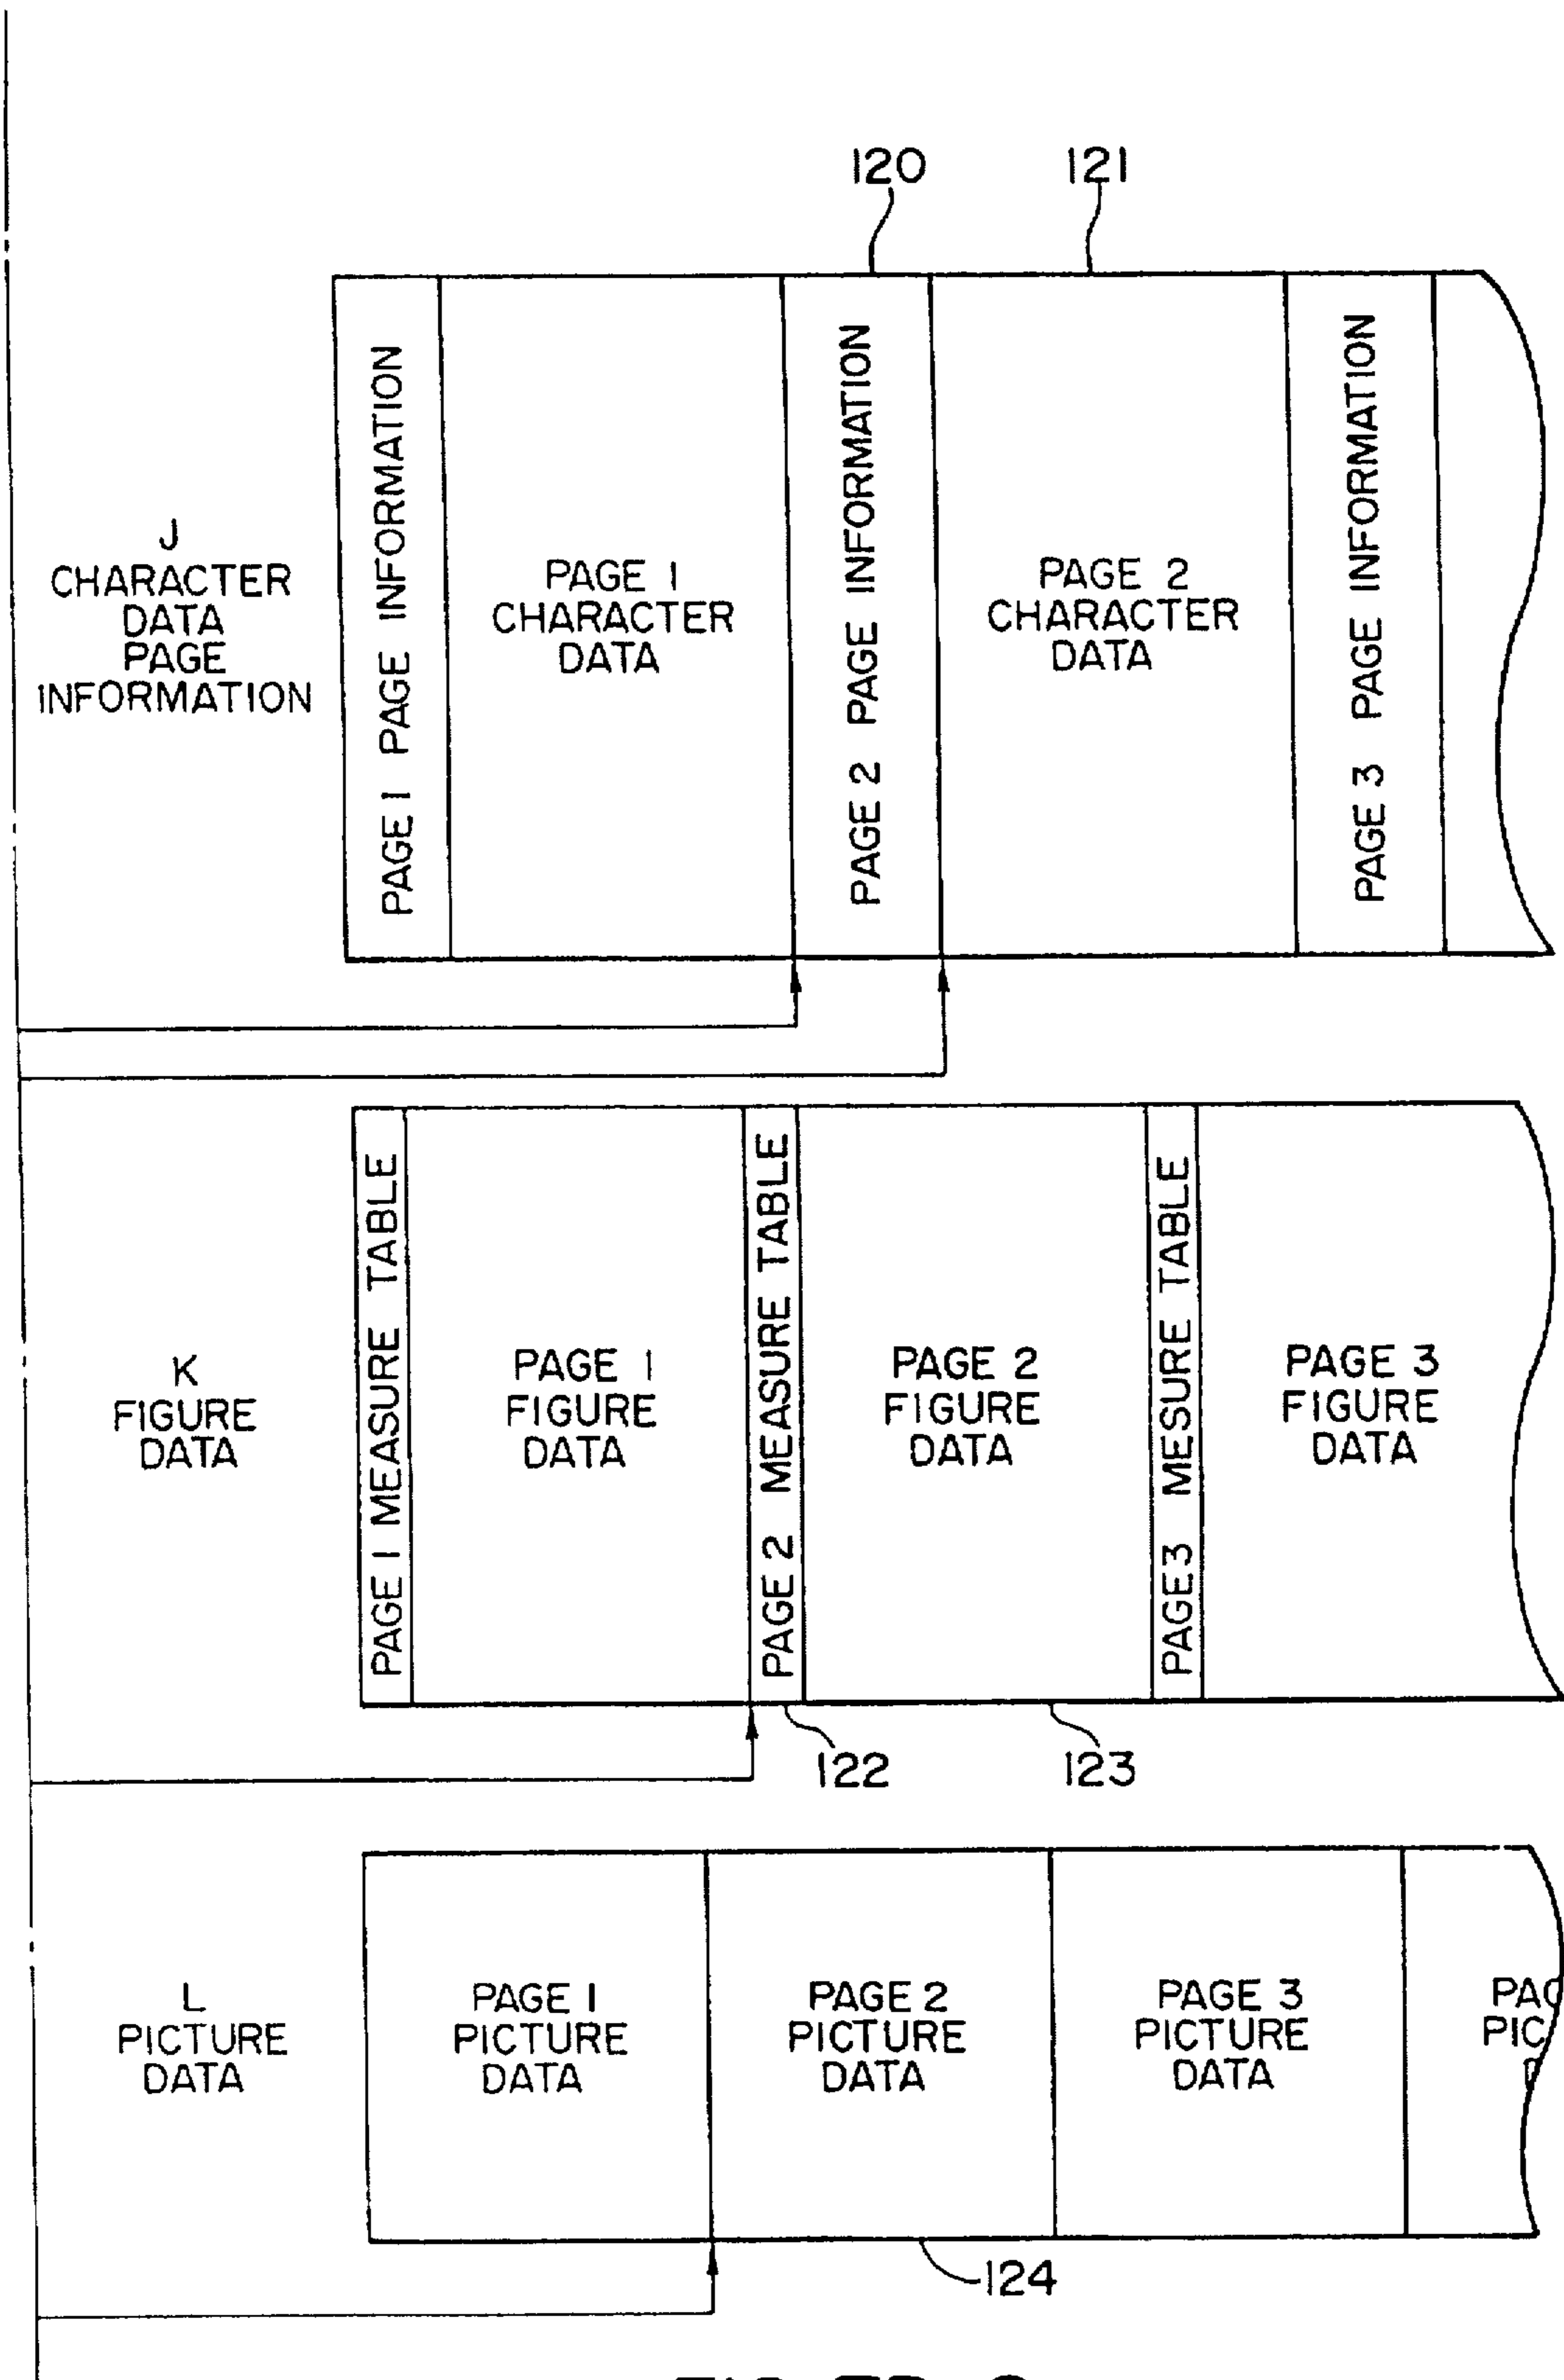 120
121
J
CHARACTER
DATA
PAGE
INFORMATION
PAGE 1 PAGE INFORMATION
PAGE 1
CHARACTER
DATA
PAGE 2 PAGE INFORMATION
PAGE 2
CHARACTER
DATA
PAGE 3 PAGE INFORMATION
K
FIGURE
DATA
PAGE 1 MEASURE TABLE
PAGE 1
FIGURE
DATA
PAGE 2 MEASURE TABLE
PAGE 2
FIGURE
DATA
PAGE 3 MESURE TABLE
PAGE 3
FIGURE
DATA
122
123
L
PICTURE
DATA
PAGE 1
PICTURE
DATA
PAGE 2
PICTURE
DATA
PAGE 3
PICTURE
DATA
124